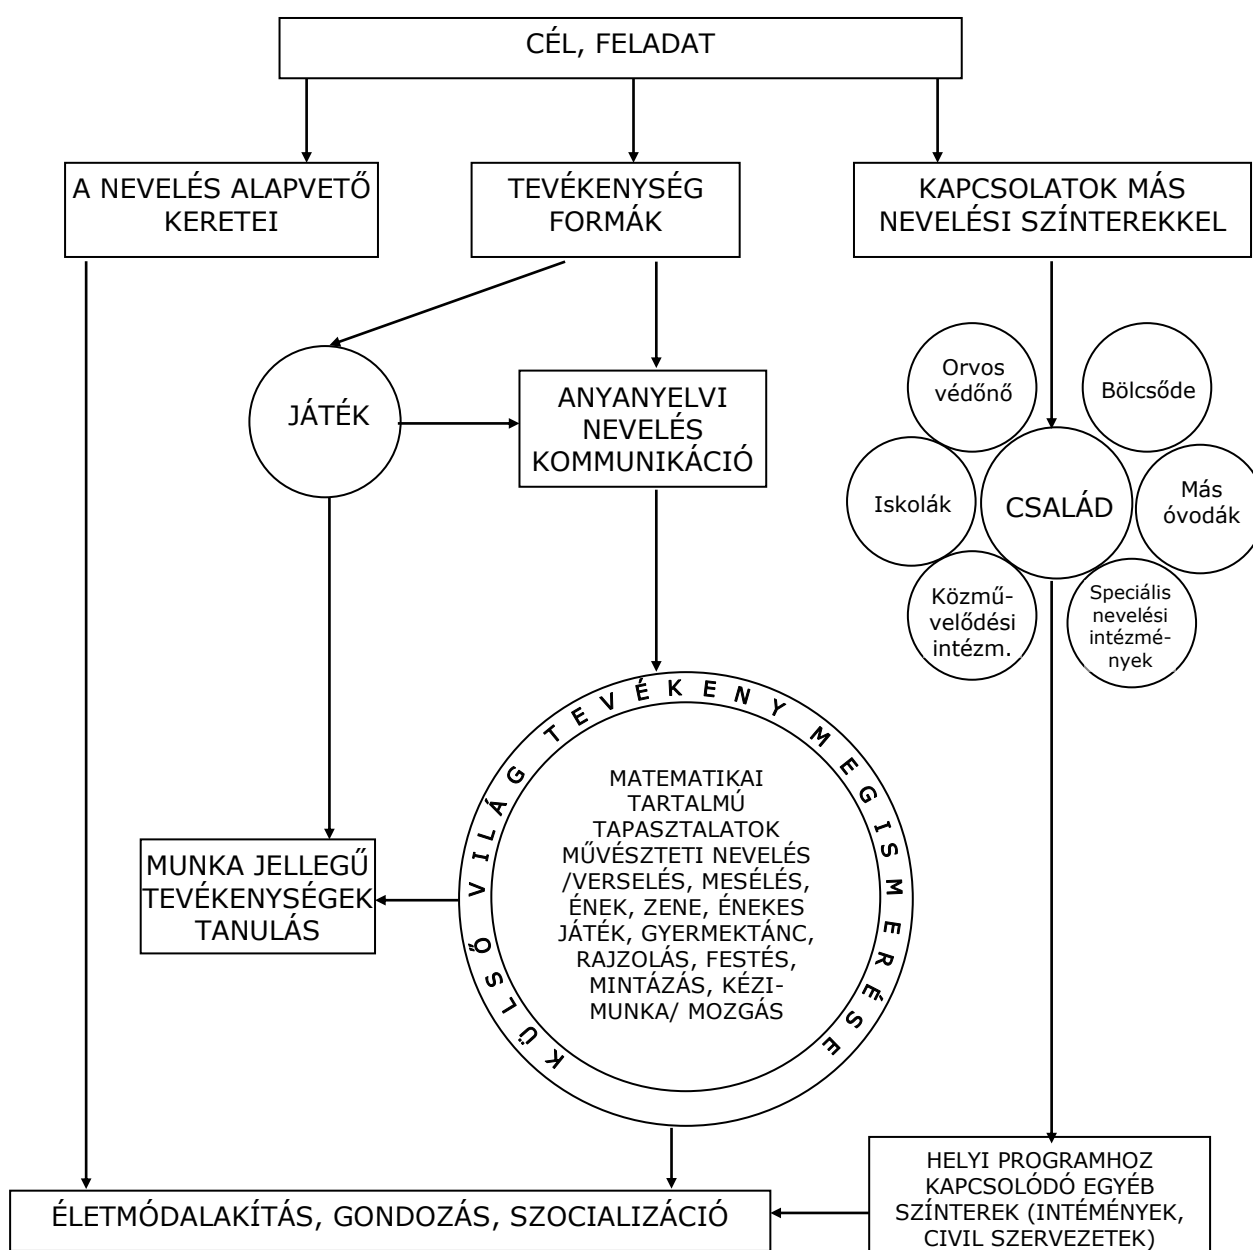 CÉL, FELADAT
A NEVELÉS ALAPVETŐ
KERETEI
TEVÉKENYSÉG
FORMÁK
KAPCSOLATOK MÁS
NEVELÉSI SZÍNTEREKKEL
JÁTÉK
ANYANYELVI
NEVELÉS
KOMMUNIKÁCIÓ
Orvos
védőnő
Bölcsőde
Iskolák
CSALÁD
Más
óvodák
Közmű-
velődési
intézm.
Speciális
nevelési
intézmé-
nyek
KÜLSŐ VILÁG TEVÉKENY MEGISMERÉSE
MATEMATIKAI
TARTALMÚ
TAPASZTALATOK
MŰVÉSZTETI NEVELÉS
/VERSELÉS, MESÉLÉS,
ÉNEK, ZENE, ÉNEKES
JÁTÉK, GYERMEKTÁNC,
RAJZOLÁS, FESTÉS,
MINTÁZÁS, KÉZI-
MUNKA/ MOZGÁS
MUNKA JELLEGŰ
TEVÉKENYSÉGEK
TANULÁS
ÉLETMÓDALAKÍTÁS, GONDOZÁS, SZOCIALIZÁCIÓ
HELYI PROGRAMHOZ
KAPCSOLÓDÓ EGYÉB
SZÍNTEREK (INTÉMÉNYEK,
CIVIL SZERVEZETEK)